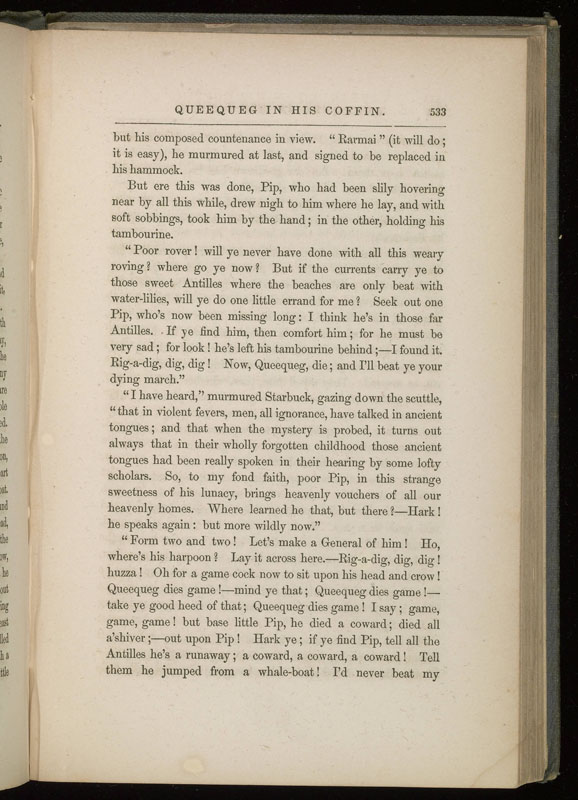 QUEEQUEG IN HIS COFFIN. 533
but his composed countenance in view. “Rarmai” (it will do;
it is easy), he murmured at last, and signed to be replaced in
his hammock.
But ere this was done, Pip, who had been slily hovering
near by all this while, drew nigh to him where he lay, and with
soft sobbings, took him by the hand; in the other, holding his
tambourine.
“Poor rover! will ye never have done with all this weary
roving? where go ye now? But if the currents carry ye to
those sweet Antilles where the beaches are only beat with
water-lilies, will ye do one little errand for me? Seek out one
Pip, who's now been missing long: I think he's in those far
Antilles. If ye find him, then comfort him; for he must be
very sad; for look! he's left his tambourine behind;—I found it.
Rig-a-dig, dig, dig! Now, Queequeg, die; and I'll beat ye your
dying march.”
“I have heard,” murmured Starbuck, gazing down the scuttle,
“that in violent fevers, men, all ignorance, have talked in ancient
tongues; and that when the mystery is probed, it turns out
always that in their wholly forgotten childhood those ancient
tongues had been really spoken in their hearing by some lofty
scholars. So, to my fond faith, poor Pip, in this strange
sweetness of his lunacy, brings heavenly vouchers of all our
heavenly homes. Where learned he that, but there?—Hark!
he speaks again: but more wildly now.”
“Form two and two! Let's make a General of him! Ho,
where's his harpoon? Lay it across here.—Rig-a-dig, dig, dig!
huzza! Oh for a game cock now to sit upon his head and crow!
Queequeg dies game!—mind ye that; Queequeg dies game!—
take ye good heed of that; Queequeg dies game! I say; game,
game, game! but base little Pip, he died a coward; died all
a'shiver;—out upon Pip! Hark ye; if ye find Pip, tell all the
Antilles he's a runaway; a coward, a coward, a coward! Tell
them he jumped from a whale-boat! I'd never beat my